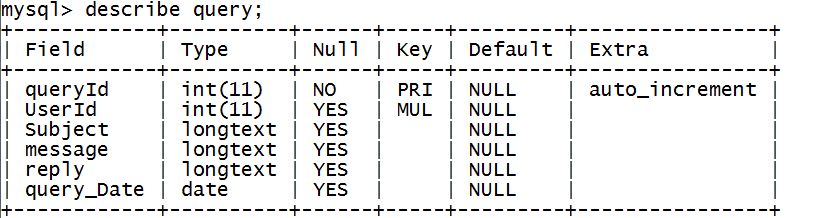 mysql> describe query;
+------------+----------+------+-----+---------+----------------+
| Field      | Type     | Null | Key | Default | Extra          |
+------------+----------+------+-----+---------+----------------+
| queryId    | int(11)  | NO   | PRI | NULL    | auto_increment |
| UserId     | int(11)  | YES  | MUL | NULL    |                |
| Subject    | longtext | YES  |     | NULL    |                |
| message    | longtext | YES  |     | NULL    |                |
| reply      | longtext | YES  |     | NULL    |                |
| query_Date | date     | YES  |     | NULL    |                |
+------------+----------+------+-----+---------+----------------+